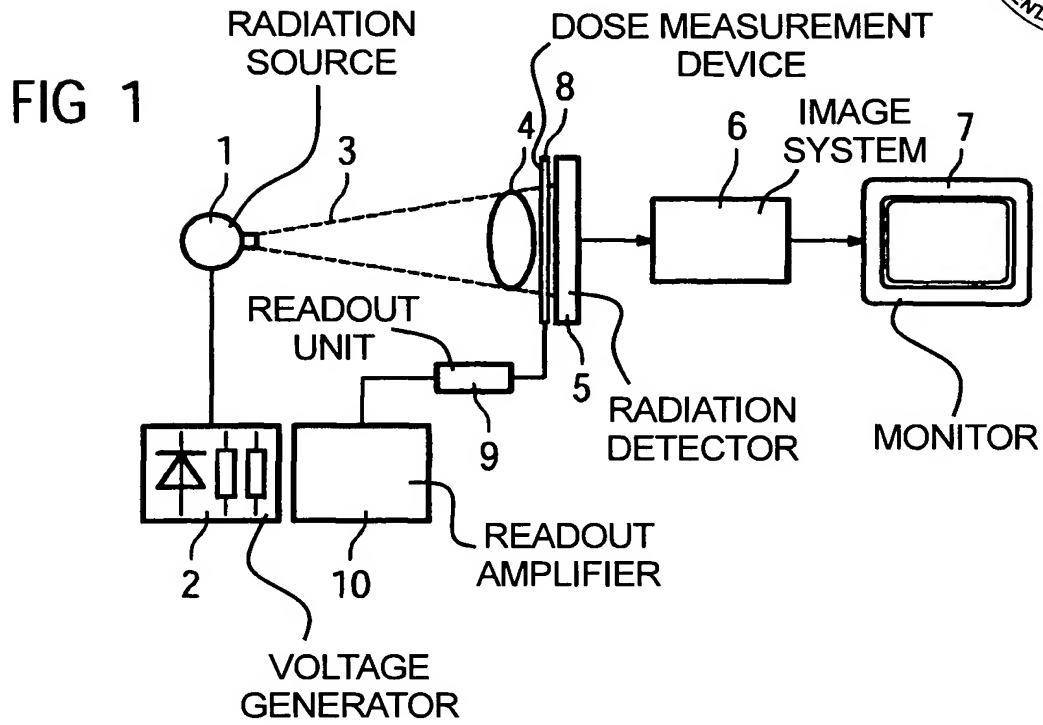 RADIATION
SOURCE
DOSE MEASUREMENT
DEVICE
FIG 1
IMAGE
SYSTEM
1
3
4
8
6
7
READOUT
UNIT
9
5
RADIATION
DETECTOR
MONITOR
2
10
READOUT
AMPLIFIER
VOLTAGE
GENERATOR